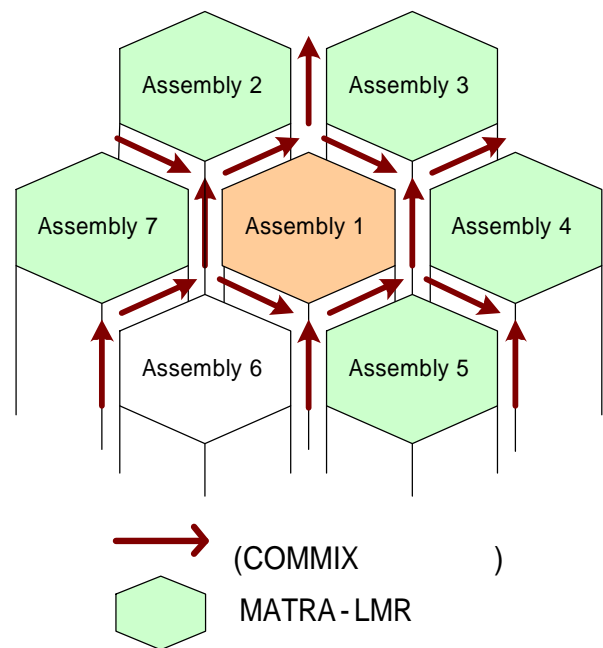 Assembly 2
Assembly 3
Assembly 7
Assembly 1
Assembly 4
Assembly 6
Assembly 5
(COMMIX )
MATRA-LMR